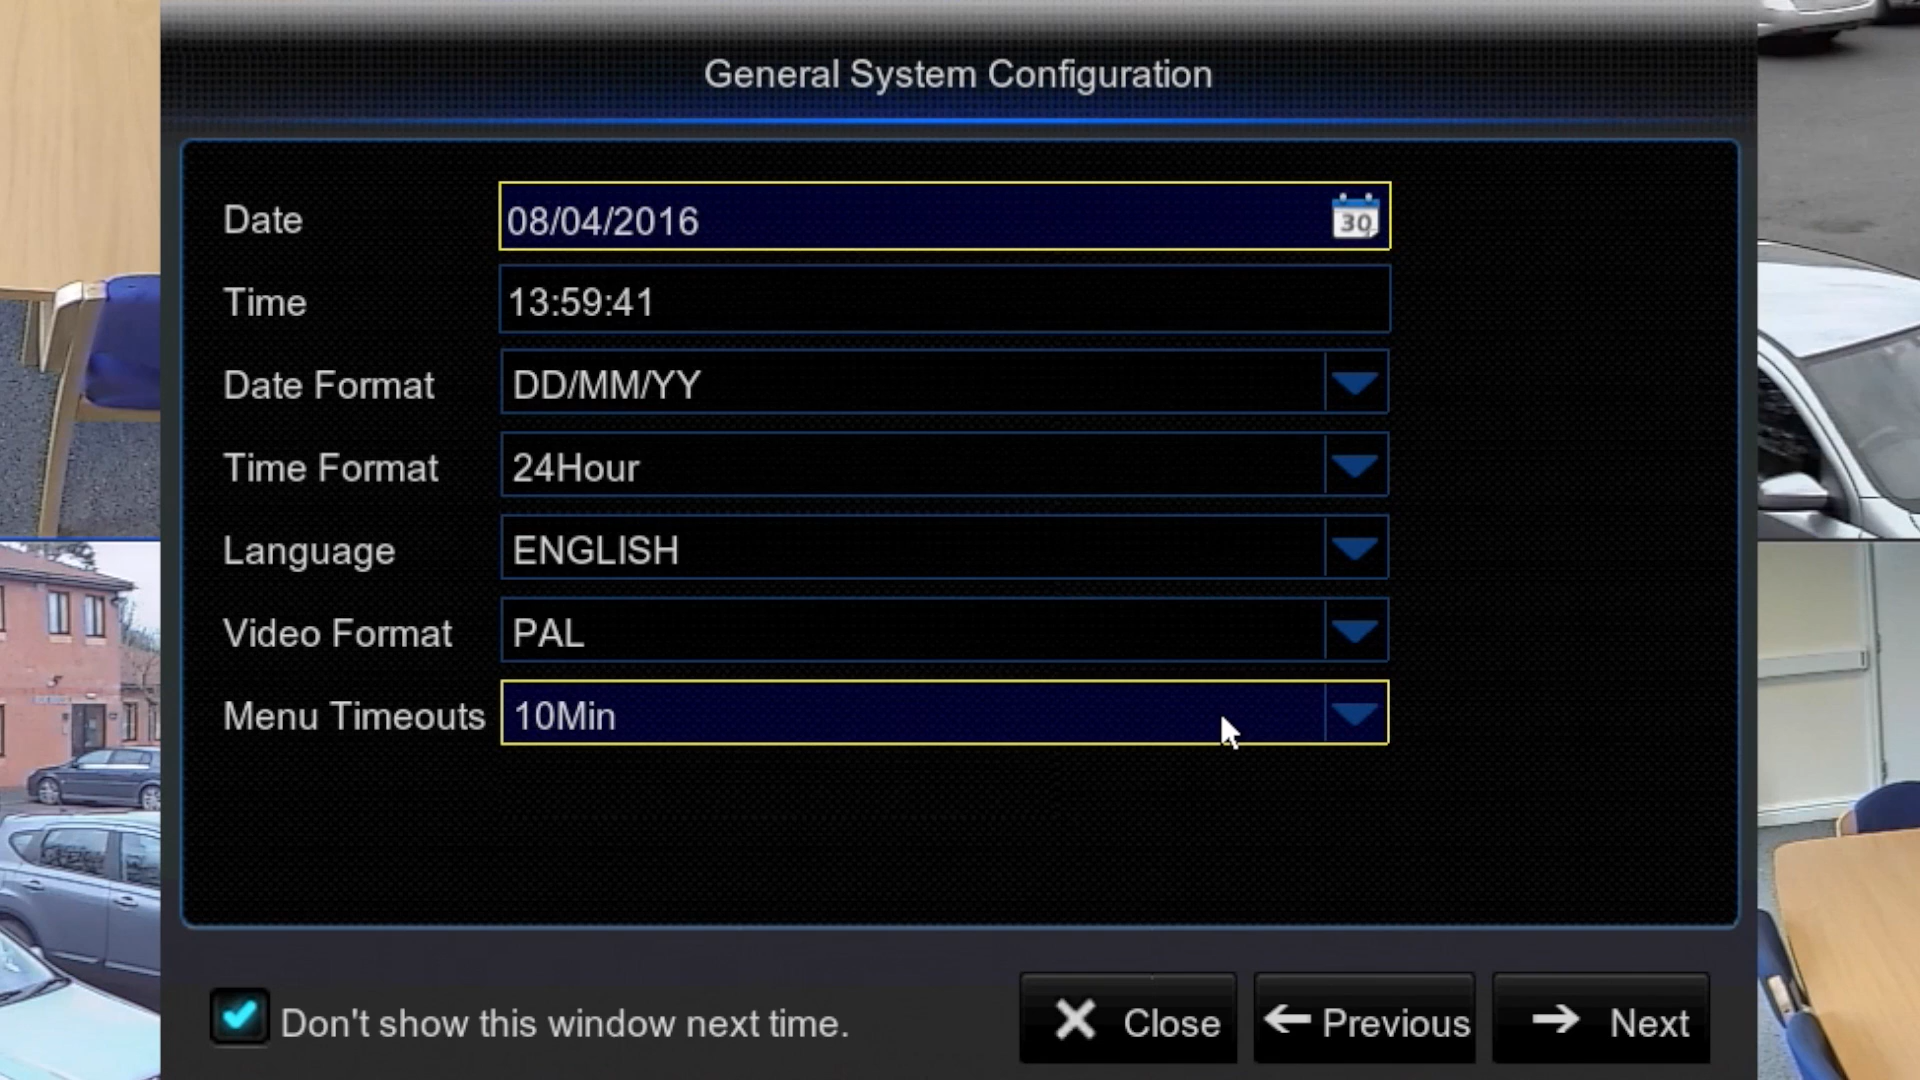 General System Configuration
Date 08/04/2016 30
Time 13:59:41
Date Format DD/MM/YY
Time Format 24Hour
Language ENGLISH
Video Format PAL
Menu Timeouts 10Min
Don't show this window next time. Close Previous Next